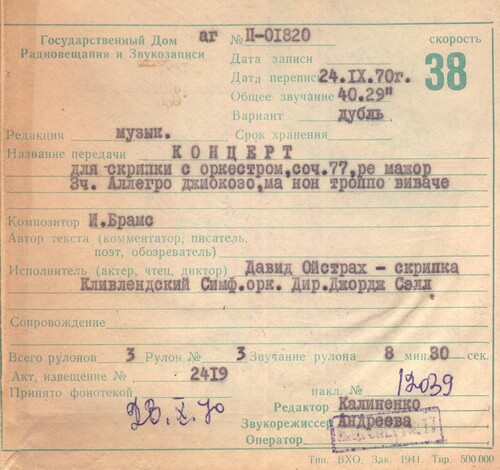 Государственный Дом аг № П-01820 скорость
Радиовещания и Звукозаписи Дата записи 38
Дата переписи 24.IX.70г.
Общее звучание 40.29"
Вариант дубль
Редакция музык. Срок хранения
Название передачи КОНЦЕРТ
для скрипки с оркестром,соч.77,ре мажор
3ч. Аллегро джиокозо,ма нон троппо виваче
Композитор И.Брамс
Автор текста (комментатор, писатель,
поэт, обозреватель)
Исполнитель (актер, чтец, диктор) Давид Ойстрах - скрипка
Кливлендский Симф.орк. Дир.Джордж Сэлл
Сопровождение
Всего рулонов 3 Рулон № 3 Звучание рулона 8 мин. 30 сек.
Акт, извещение № 2419
Принято фонотекой накл. № 12039
Редактор Калиненко
Звукорежиссер Андреева
Оператор
Тип. ВХО. Зак. 1941. Тир. 500 000